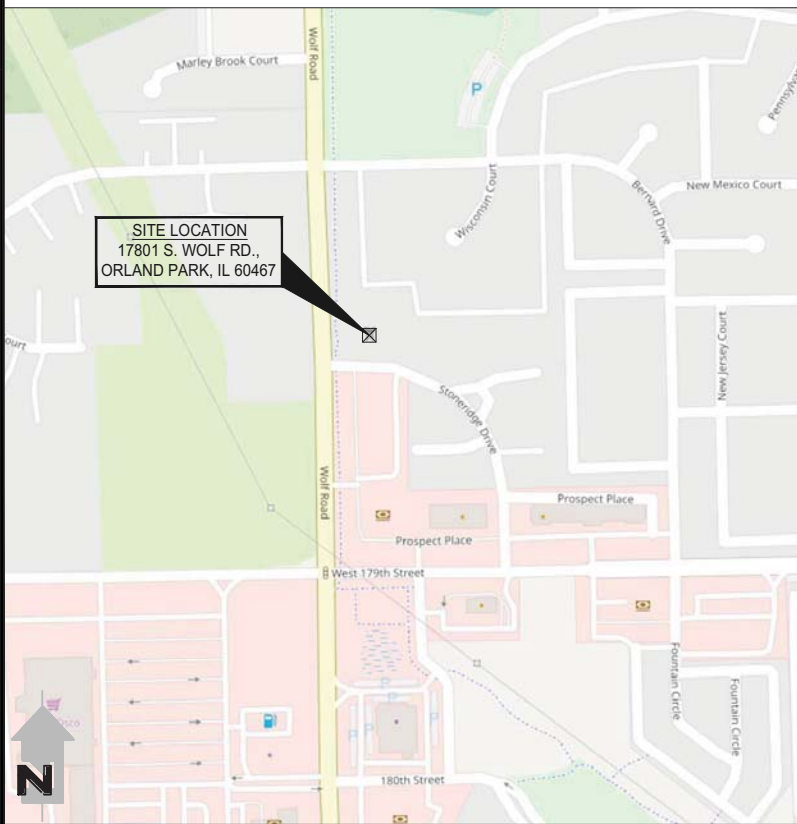 Wolf Road
Marley Brook Court
P
Pennsylva
Wisconsin Court
Bernard Drive
New Mexico Court
SITE LOCATION
17801 S. WOLF RD.,
ORLAND PARK, IL 60467
ourt
New Jersey Court
Stoneridge Drive
Wolf Road
Prospect Place
Prospect Place
West 179th Street
Fountain Circle
Fountain Circle
P
P
P
P
P
180th Street
N